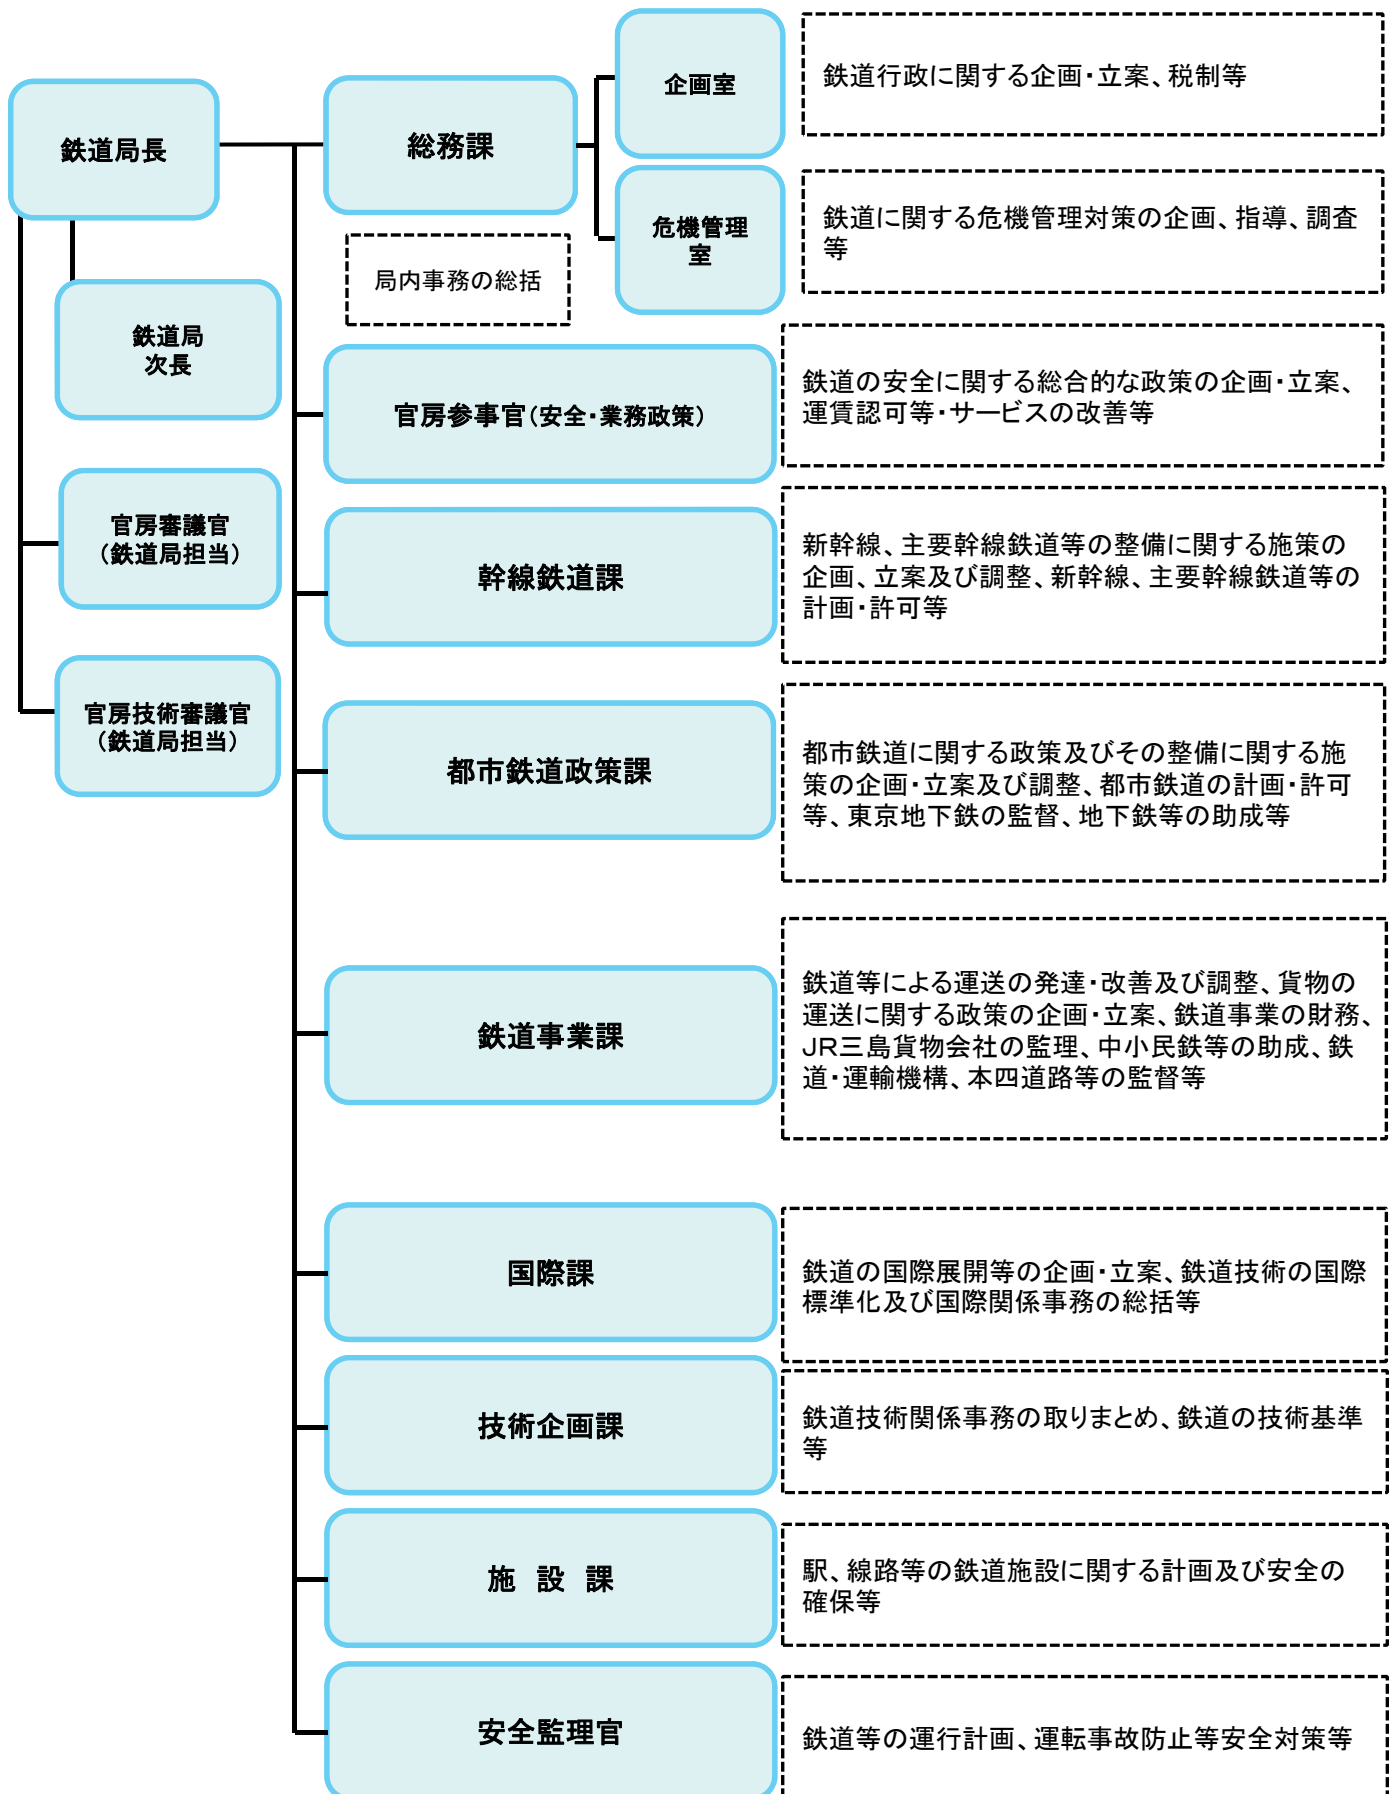 鉄道局長
鉄道局
次長
官房審議官
（鉄道局担当）
官房技術審議官
（鉄道局担当）
総務課
局内事務の総括
企画室
鉄道行政に関する企画・立案、税制等
危機管理
室
鉄道に関する危機管理対策の企画、指導、調査
等
官房参事官（安全・業務政策）
鉄道の安全に関する総合的な政策の企画・立案、
運賃認可等・サービスの改善等
幹線鉄道課
新幹線、主要幹線鉄道等の整備に関する施策の
企画、立案及び調整、新幹線、主要幹線鉄道等の
計画・許可等
都市鉄道政策課
都市鉄道に関する政策及びその整備に関する施
策の企画・立案及び調整、都市鉄道の計画・許可
等、東京地下鉄の監督、地下鉄等の助成等
鉄道事業課
鉄道等による運送の発達・改善及び調整、貨物の
運送に関する政策の企画・立案、鉄道事業の財務、
JR三島貨物会社の監理、中小民鉄等の助成、鉄
道・運輸機構、本四道路等の監督等
国際課
鉄道の国際展開等の企画・立案、鉄道技術の国際
標準化及び国際関係事務の総括等
技術企画課
鉄道技術関係事務の取りまとめ、鉄道の技術基準
等
施　設　課
駅、線路等の鉄道施設に関する計画及び安全の
確保等
安全監理官
鉄道等の運行計画、運転事故防止等安全対策等